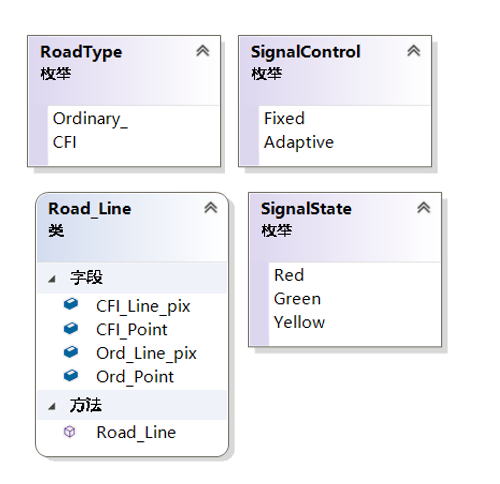 RoadType
枚举
Ordinary_
CFI
SignalControl
枚举
Fixed
Adaptive
Road_Line
类
字段
CFI_Line_pix
CFI_Point
Ord_Line_pix
Ord_Point
方法
Road_Line
SignalState
枚举
Red
Green
Yellow